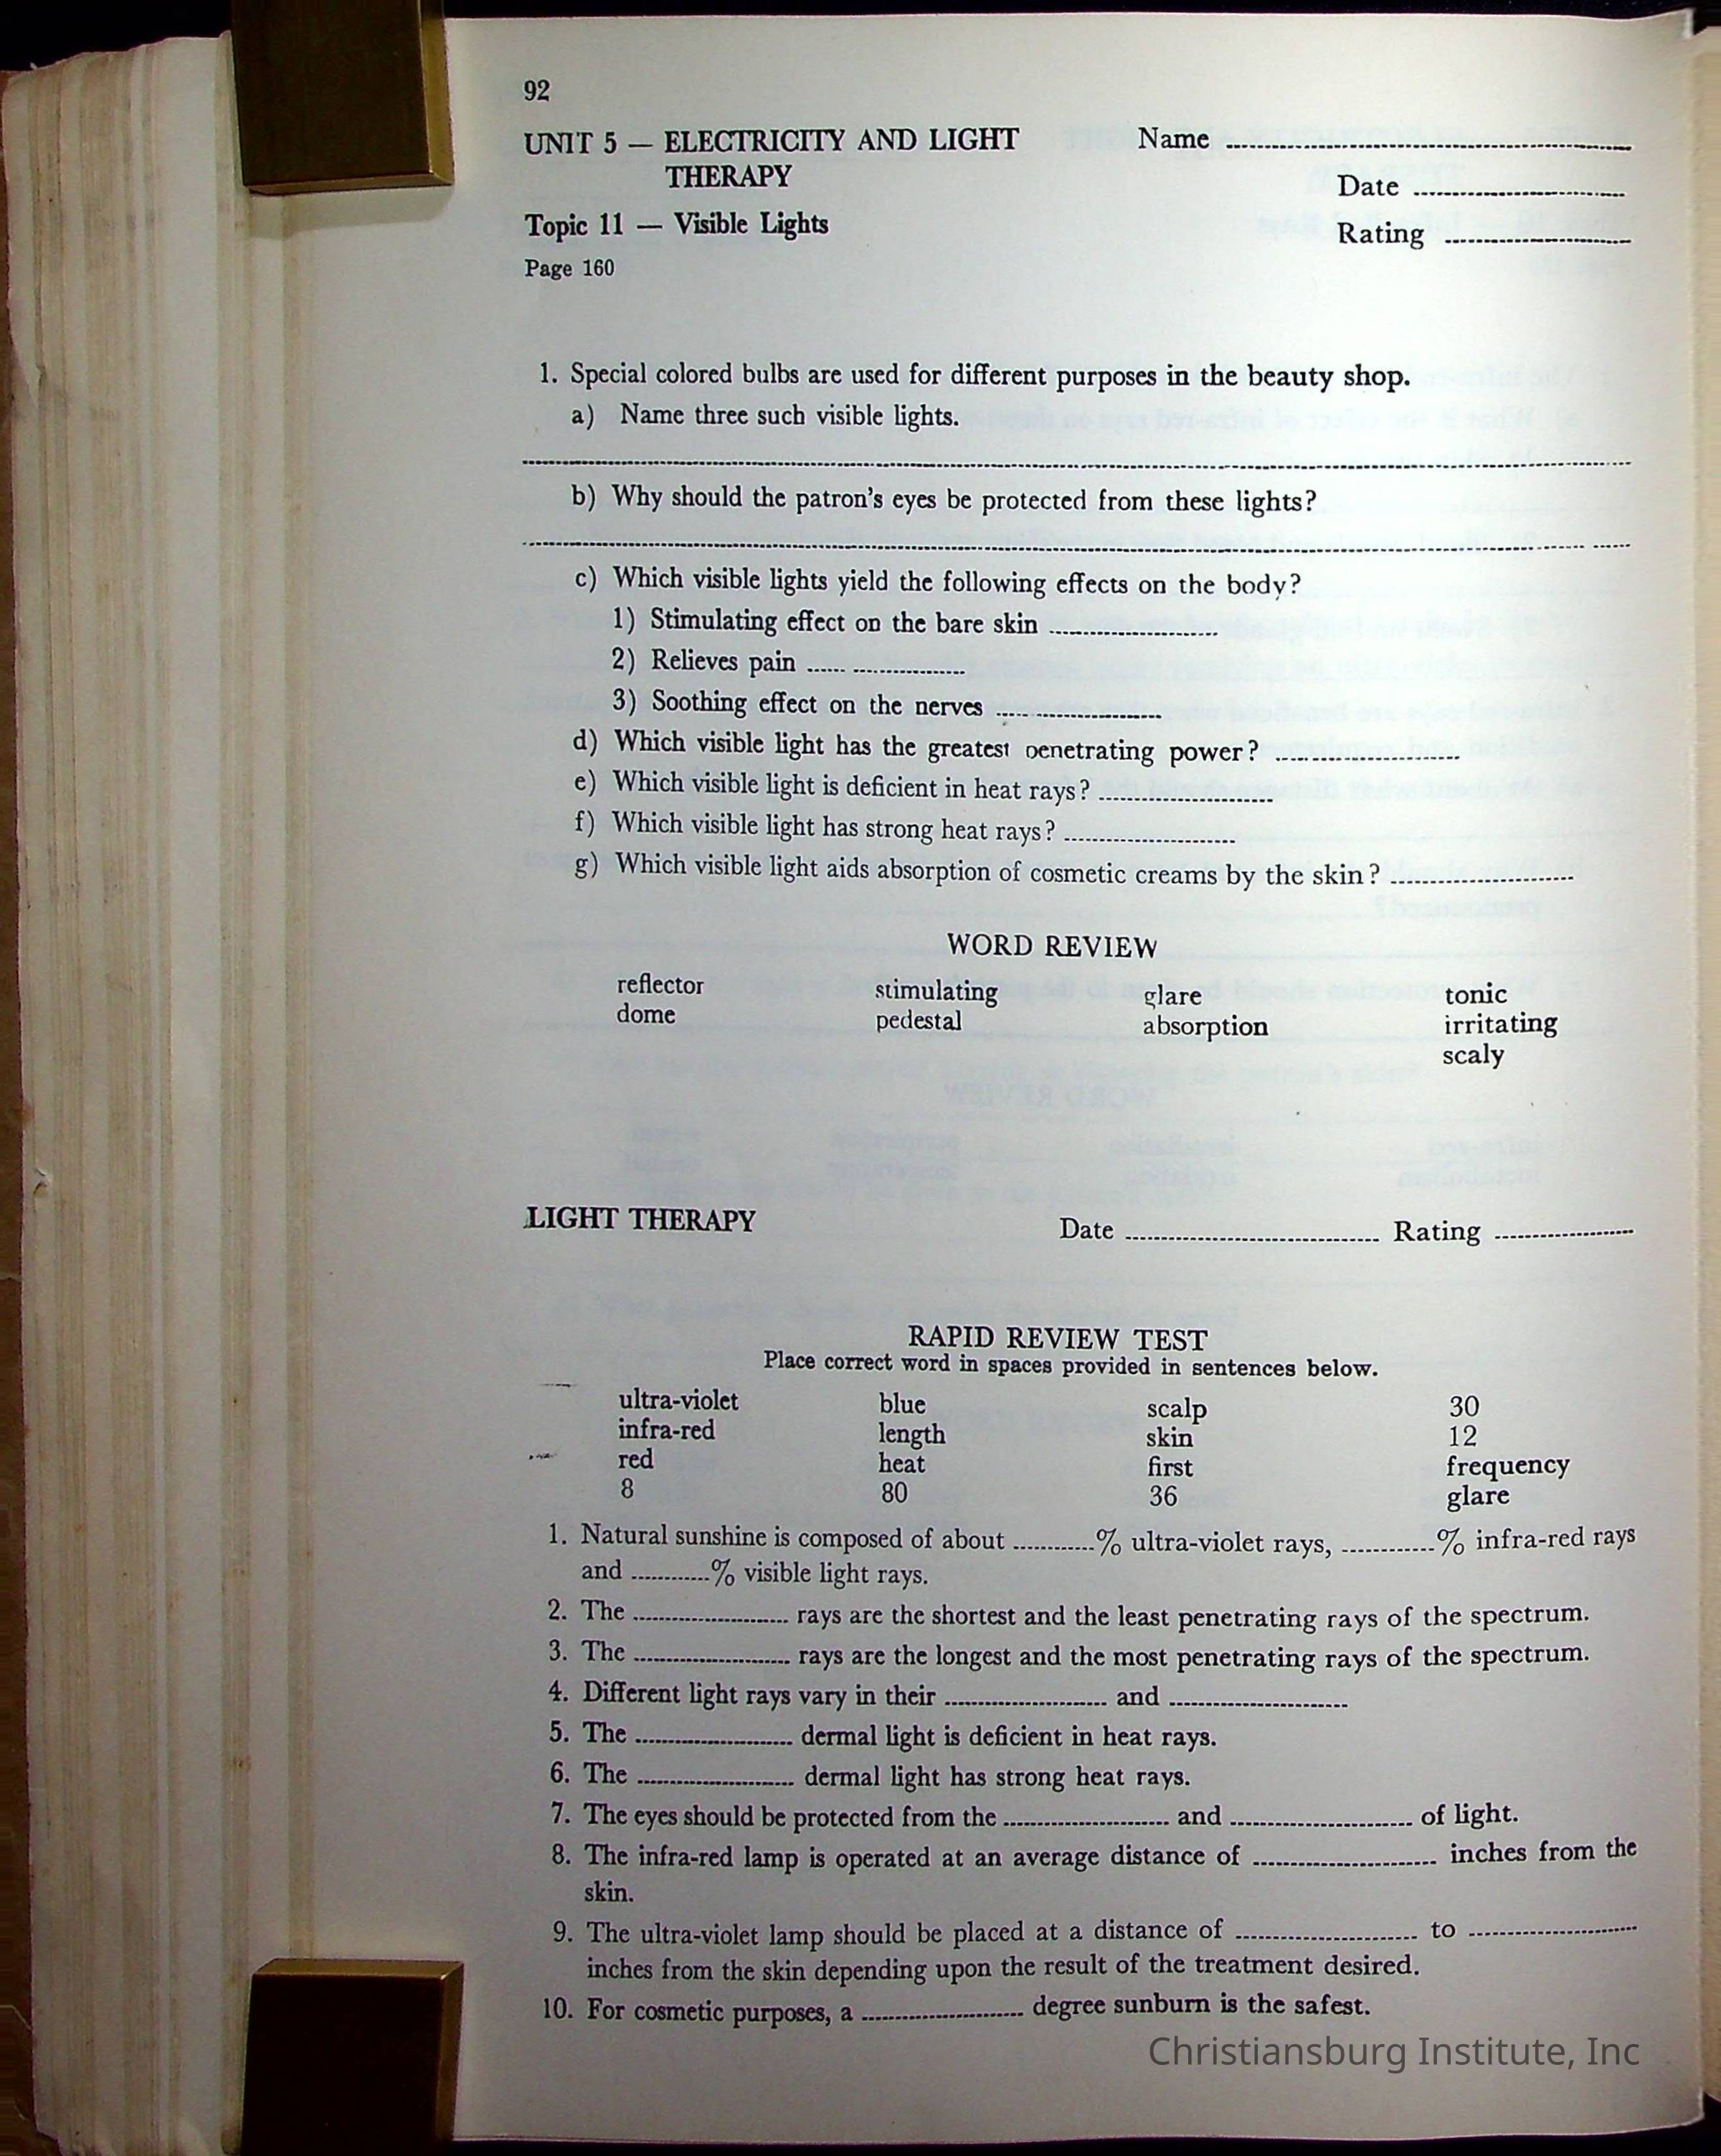 92
UNIT 5 — ELECTRICITY AND LIGHT
THERAPY
Name
Date
Topic 11 — Visible Lights
Rating
Page 160
1. Special colored bulbs are used for different purposes in the beauty shop.
a) Name three such visible lights.
b) Why should the patron's eyes be protected from these lights?
c) Which visible lights yield the following effects on the body?
1) Stimulating effect on the bare skin
2) Relieves pain
3) Soothing effect on the nerves
d) Which visible light has the greatest penetrating power?
e) Which visible light is deficient in heat rays?
f) Which visible light has strong heat rays?
g) Which visible light aids absorption of cosmetic creams by the skin?
WORD REVIEW
reflector stimulating glare tonic
dome pedestal absorption irritating
scaly
LIGHT THERAPY Date Rating
RAPID REVIEW TEST
Place correct word in spaces provided in sentences below.
ultra-violet blue scalp 30
infra-red length skin 12
red heat first frequency
8 80 36 glare
1. Natural sunshine is composed of about ............% ultra-violet rays, ............% infra-red rays
and ............% visible light rays.
2. The ............ rays are the shortest and the least penetrating rays of the spectrum.
3. The ............ rays are the longest and the most penetrating rays of the spectrum.
4. Different light rays vary in their ............ and ............
5. The ............ dermal light is deficient in heat rays.
6. The ............ dermal light has strong heat rays.
7. The eyes should be protected from the ............ and ............ of light.
8. The infra-red lamp is operated at an average distance of ............ inches from the
skin.
9. The ultra-violet lamp should be placed at a distance of ............ to ............
inches from the skin depending upon the result of the treatment desired.
10. For cosmetic purposes, a ............ degree sunburn is the safest.
Christiansburg Institute, Inc